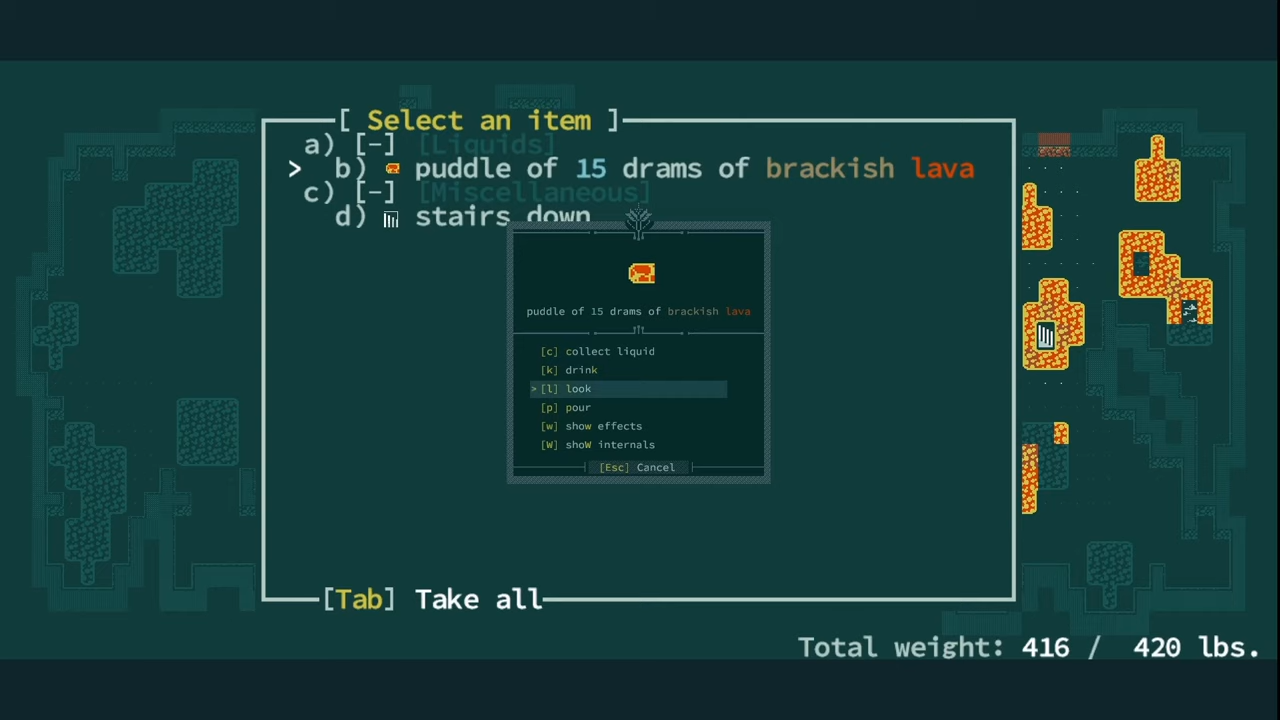 [ Select an item ]
a) [-] [Liquids]
> b) puddle of 15 drams of brackish lava
c) [-] [Miscellaneous]
d) stairs down
puddle of 15 drams of brackish lava
[c] collect liquid
[k] drink
>[l] look
[p] pour
[w] show effects
[W] shoW internals
[Esc] Cancel
[Tab] Take all
Total weight: 416 / 420 lbs.